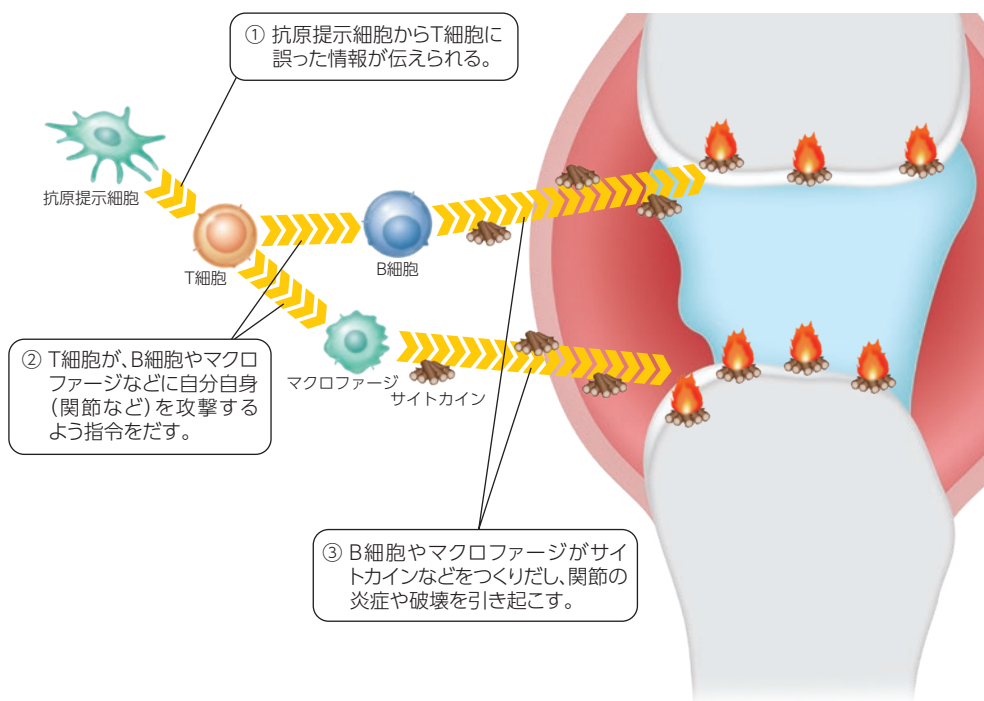 ① 抗原提示細胞からT細胞に
誤った情報が伝えられる。
抗原提示細胞
T細胞
B細胞
マクロファージ
サイトカイン
② T細胞が、B細胞やマクロ
ファージなどに自分自身
(関節など)を攻撃する
よう指令をだす。
③ B細胞やマクロファージがサイ
トカインなどをつくりだし、関節の
炎症や破壊を引き起こす。